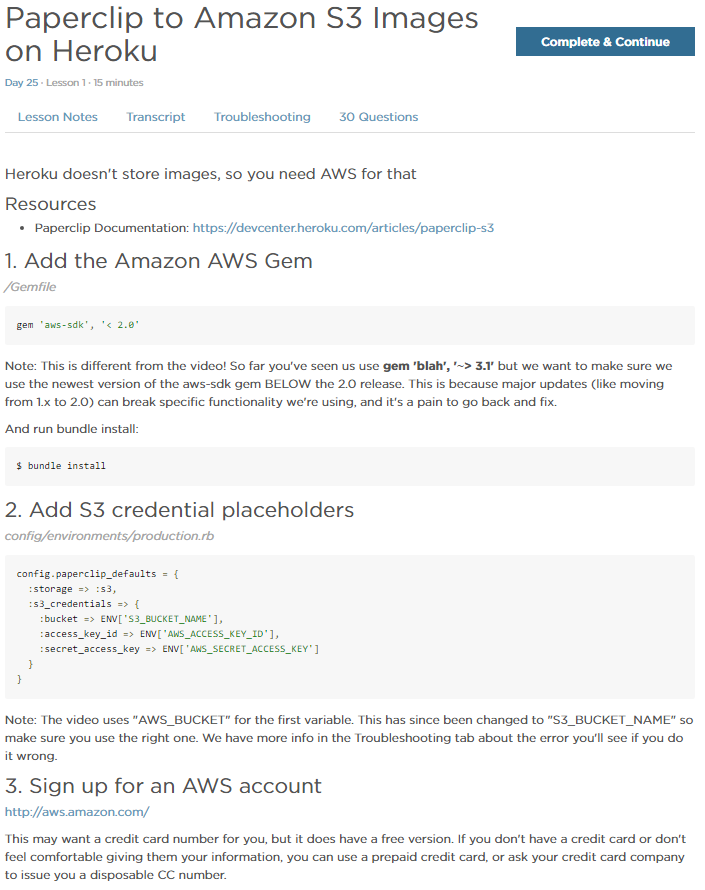 Paperclip to Amazon S3 Images
on Heroku
Complete & Continue
Day 25 · Lesson 1 · 15 minutes
Lesson Notes Transcript Troubleshooting 30 Questions
Heroku doesn't store images, so you need AWS for that
Resources
• Paperclip Documentation: https://devcenter.heroku.com/articles/paperclip-s3
1. Add the Amazon AWS Gem
/Gemfile
gem 'aws-sdk', '< 2.0'
Note: This is different from the video! So far you've seen us use gem 'blah', '~> 3.1' but we want to make sure we
use the newest version of the aws-sdk gem BELOW the 2.0 release. This is because major updates (like moving
from 1.x to 2.0) can break specific functionality we're using, and it's a pain to go back and fix.
And run bundle install:
$ bundle install
2. Add S3 credential placeholders
config/environments/production.rb
config.paperclip_defaults = {
  :storage => :s3,
  :s3_credentials => {
    :bucket => ENV['S3_BUCKET_NAME'],
    :access_key_id => ENV['AWS_ACCESS_KEY_ID'],
    :secret_access_key => ENV['AWS_SECRET_ACCESS_KEY']
  }
}
Note: The video uses "AWS_BUCKET" for the first variable. This has since been changed to "S3_BUCKET_NAME" so
make sure you use the right one. We have more info in the Troubleshooting tab about the error you'll see if you do
it wrong.
3. Sign up for an AWS account
http://aws.amazon.com/
This may want a credit card number for you, but it does have a free version. If you don't have a credit card or don't
feel comfortable giving them your information, you can use a prepaid credit card, or ask your credit card company
to issue you a disposable CC number.